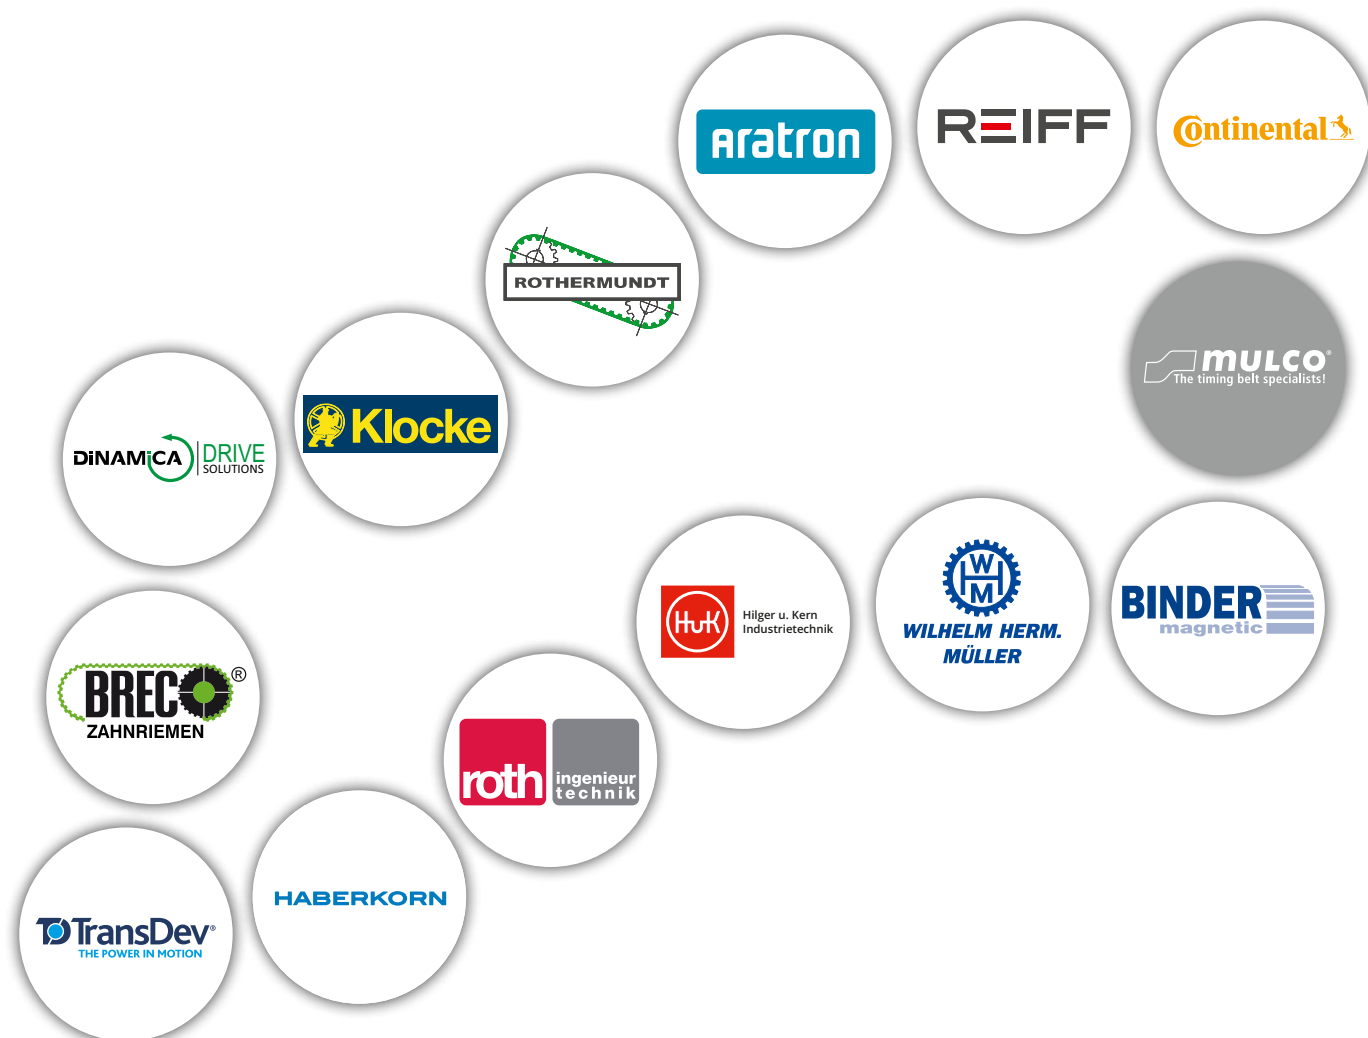 aratron
REIFF
Continental
ROTHERMUNDT
MULCO®
The timing belt specialists!
Klocke
DiNAMiCA
DRIVE
SOLUTIONS
HuK
Hilger u. Kern
Industrietechnik
W
H
M
WILHELM HERM.
MÜLLER
BINDER
magnetic
BRECO®
ZAHNRIEMEN
roth
ingenieur
technik
HABERKORN
TransDev®
THE POWER IN MOTION